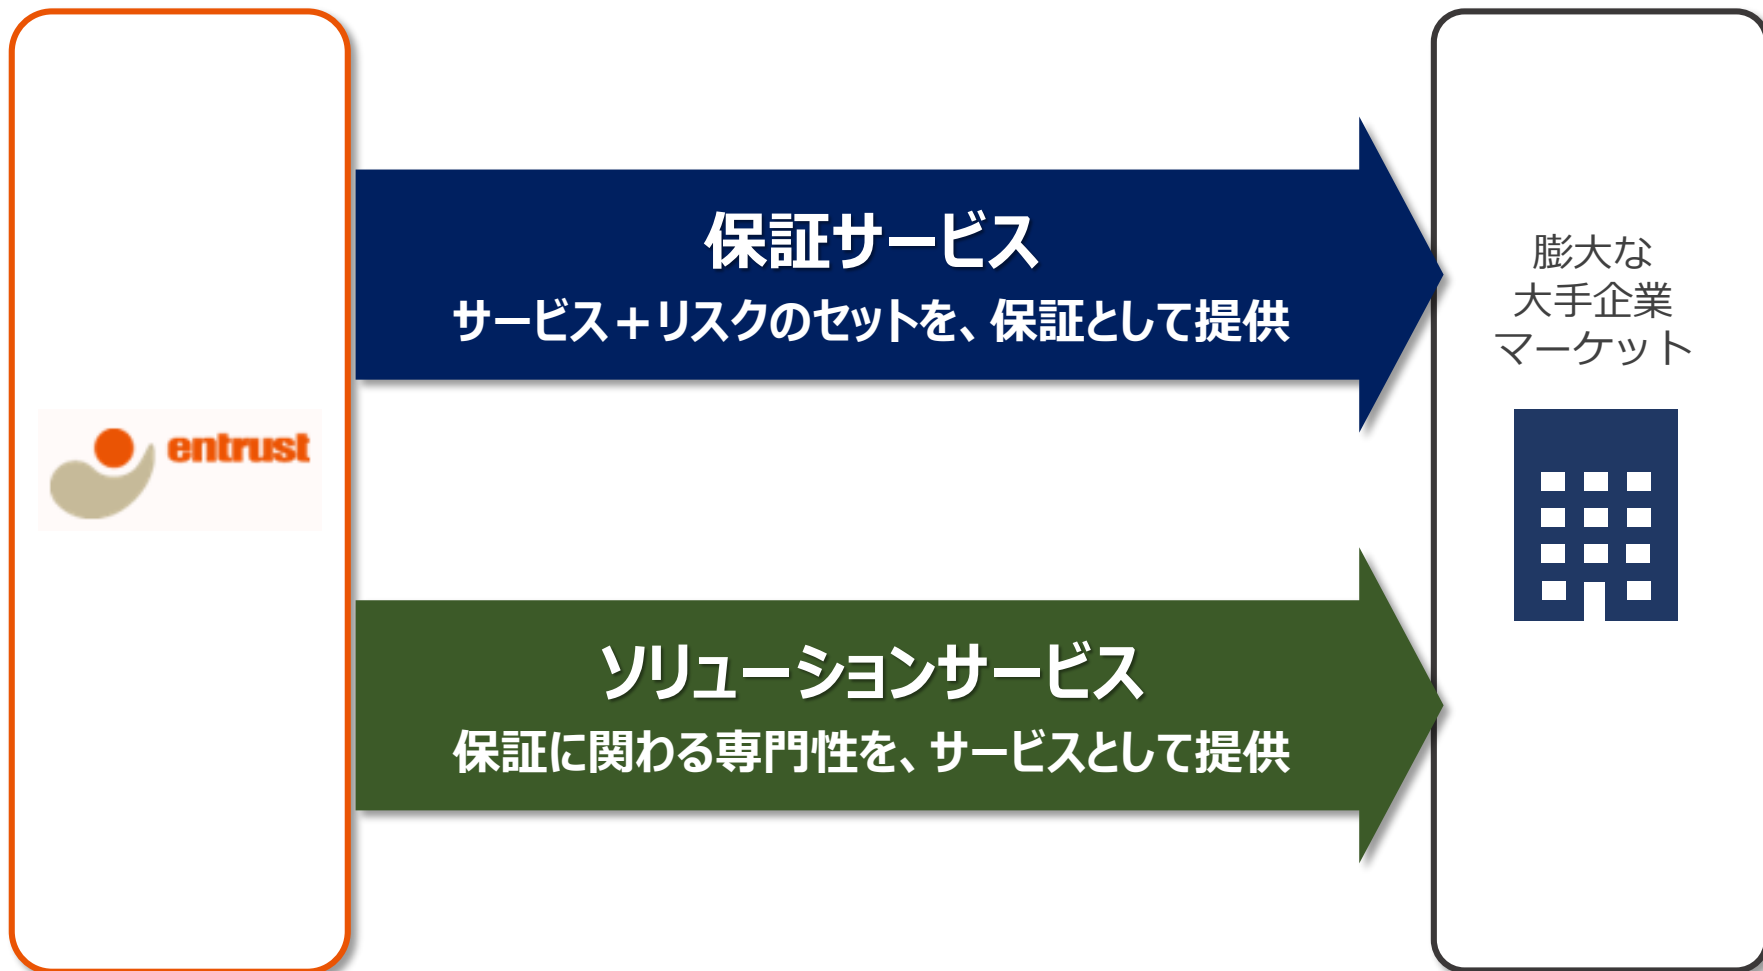 entrust
保証サービス
サービス+リスクのセットを、保証として提供
ソリューションサービス
保証に関わる専門性を、サービスとして提供
膨大な
大手企業
マーケット